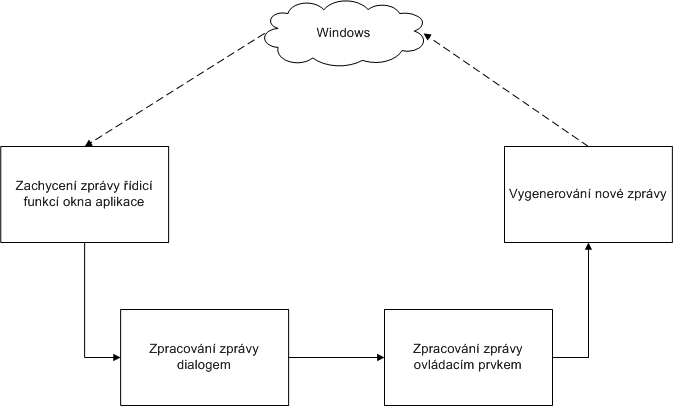 Windows
Zachycení zprávy řídicí
funkcí okna aplikace
Vygenerování nové zprávy
Zpracování zprávy
dialogem
Zpracování zprávy
ovládacím prvkem